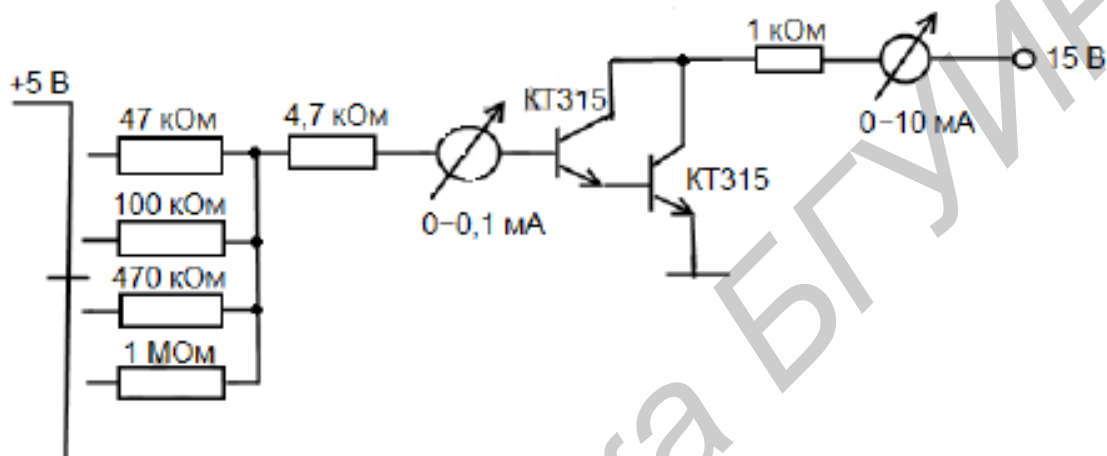 +5 В
47 кОм
100 кОм
470 кОм
1 МОм
4,7 кОм
0–0,1 мА
КТ315
КТ315
1 кОм
0–10 мА
15 В
БГУИР